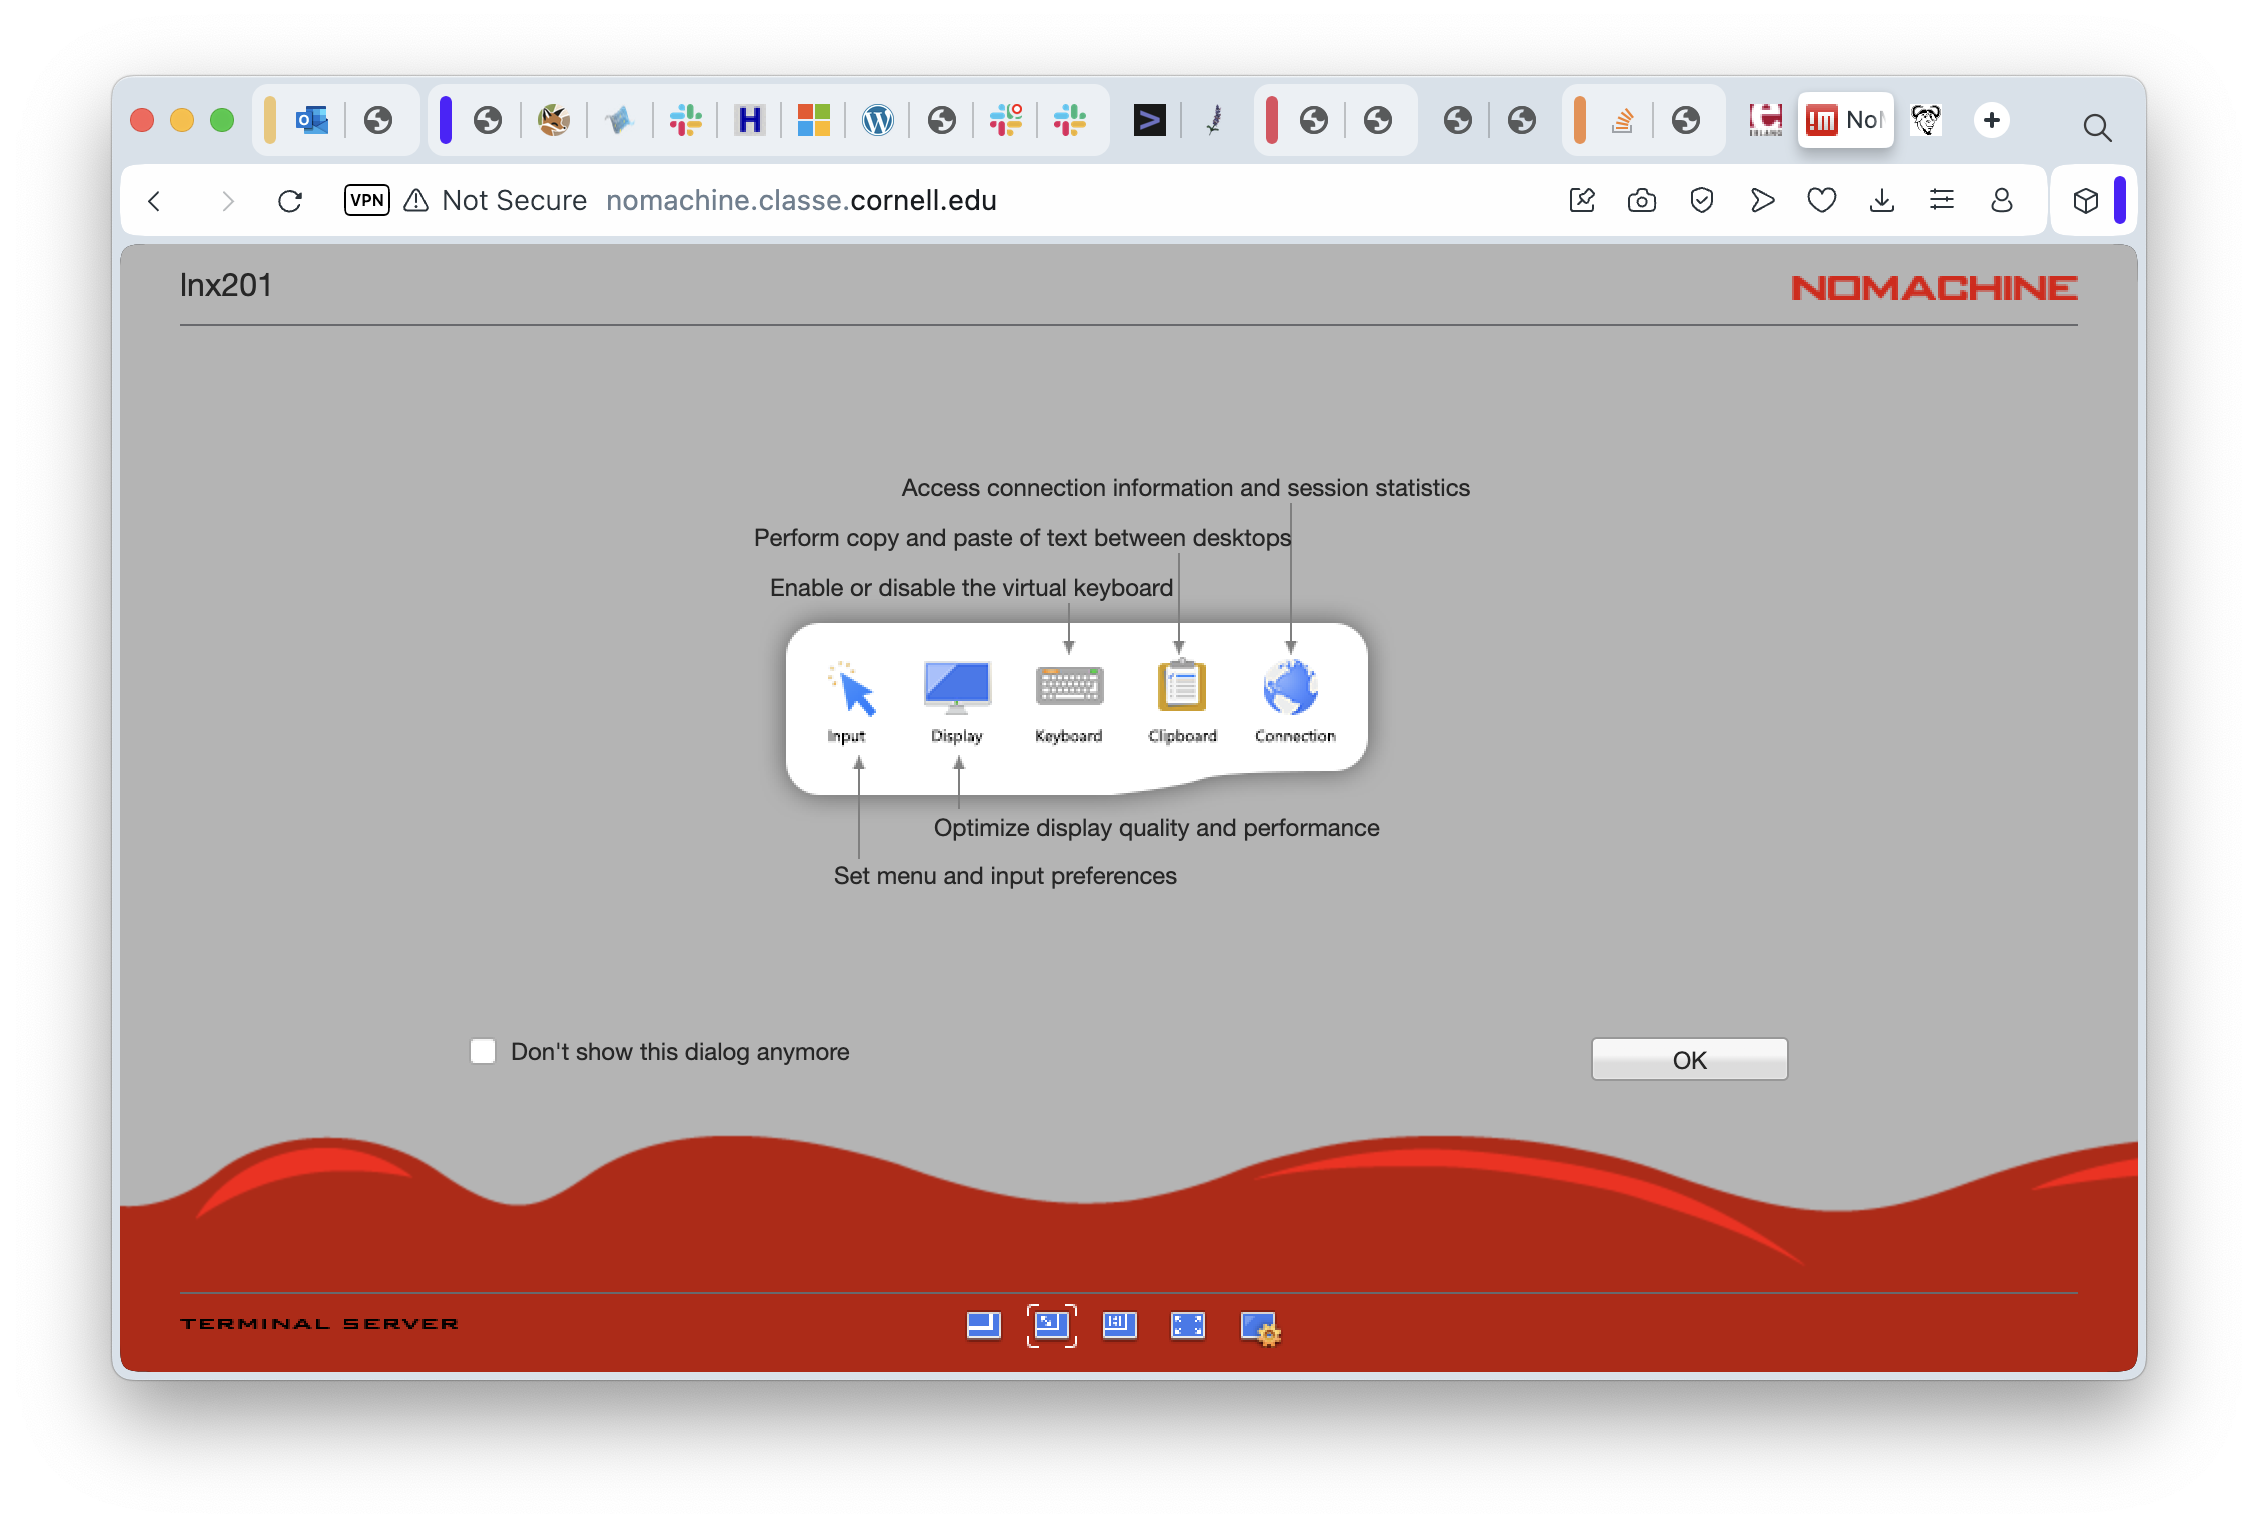 H
NoM
VPN Not Secure nomachine.classe.cornell.edu
lnx201
NOMACHINE
Access connection information and session statistics
Perform copy and paste of text between desktops
Enable or disable the virtual keyboard
Input Display Keyboard Clipboard Connection
Optimize display quality and performance
Set menu and input preferences
Don't show this dialog anymore
OK
TERMINAL SERVER